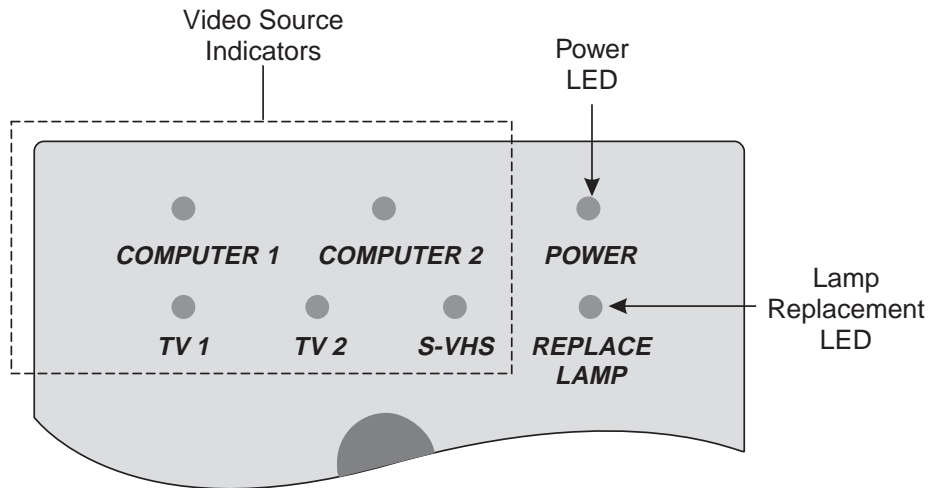 Video Source
Indicators
Power
LED
COMPUTER 1
COMPUTER 2
POWER
TV 1
TV 2
S-VHS
REPLACE
LAMP
Lamp
Replacement
LED